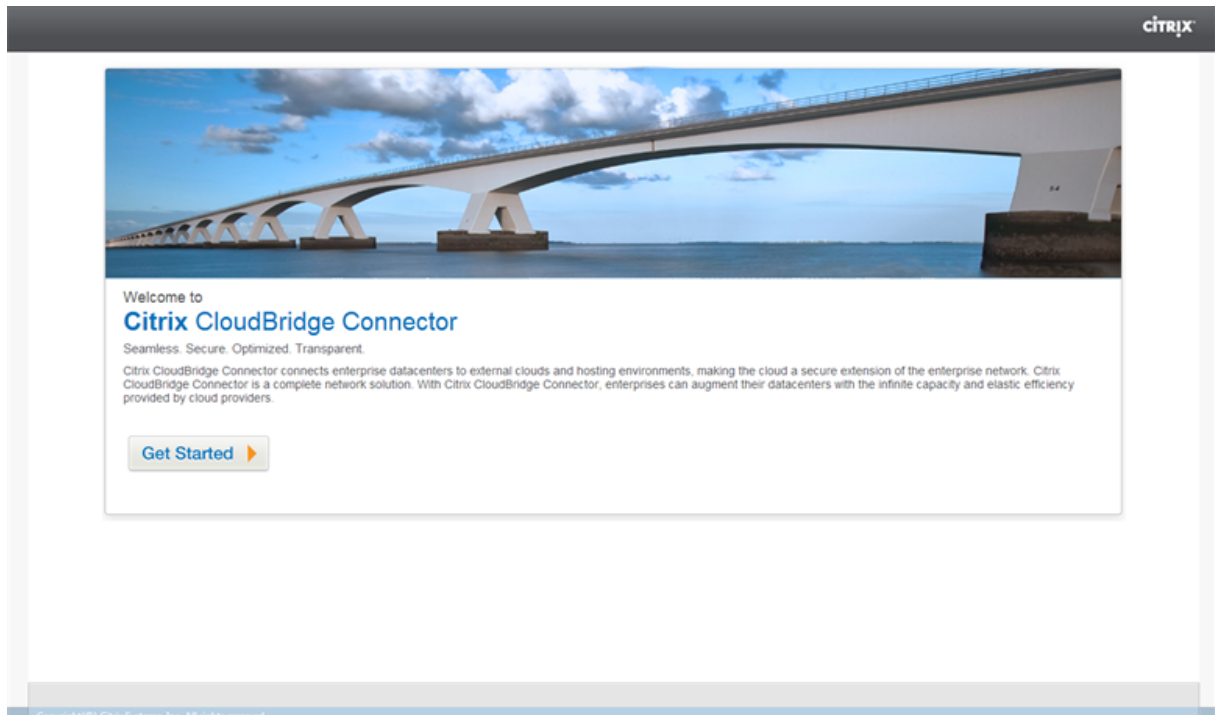 CİTRIX
Welcome to
Citrix CloudBridge Connector
Seamless. Secure. Optimized. Transparent.
Citrix CloudBridge Connector connects enterprise datacenters to external clouds and hosting environments, making the cloud a secure extension of the enterprise network. Citrix
CloudBridge Connector is a complete network solution. With Citrix CloudBridge Connector, enterprises can augment their datacenters with the infinite capacity and elastic efficiency
provided by cloud providers.
Get Started